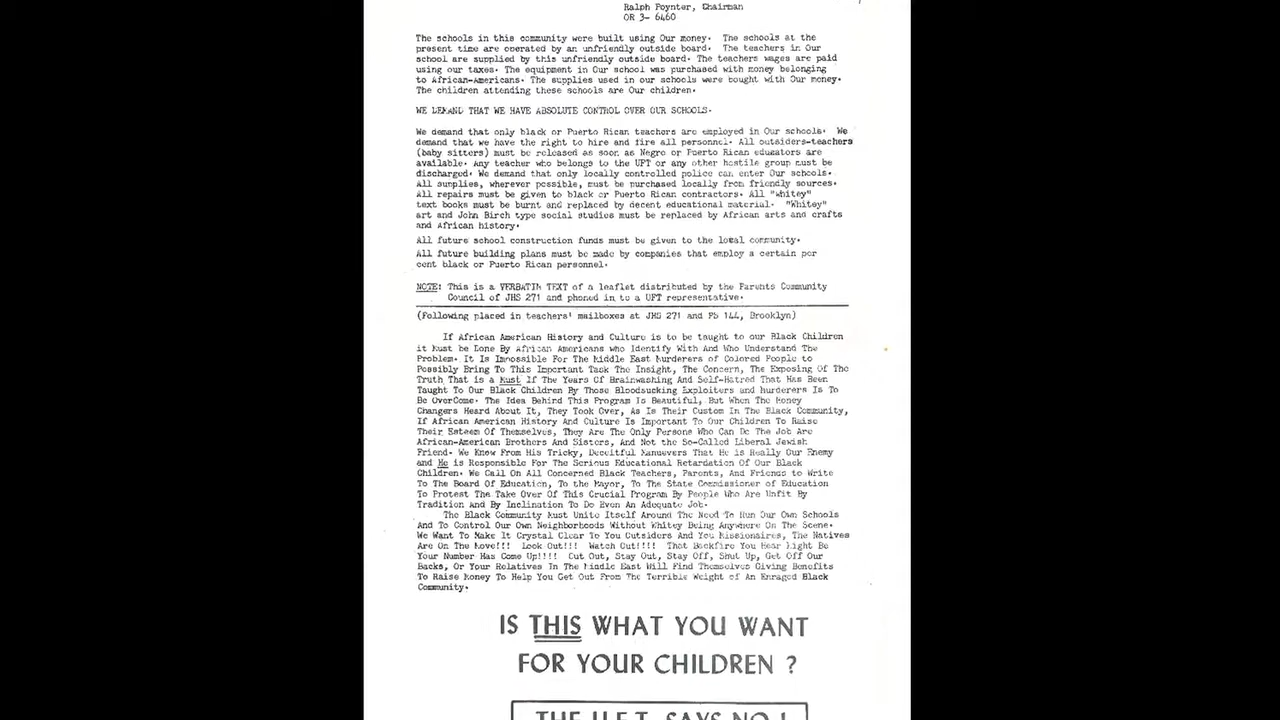 Ralph Poynter, Chairman
OR 3- 6460
The schools in this community were built using Our money. The schools at the
present time are operated by an unfriendly outside board. The teachers in Our
school are supplied by this unfriendly outside board. The teachers wages are paid
using our taxes. The equipment in Our school was purchased with money belonging
to African-Americans. The supplies used in our schools were bought with Our money.
The children attending these schools are Our children.
WE DEMAND THAT WE HAVE ABSOLUTE CONTROL OVER OUR SCHOOLS.
We demand that only black or Puerto Rican teachers are employed in Our schools. We
demand that we have the right to hire and fire all personnel. All outsiders-teachers
(baby sitters) must be released as soon as Negro or Puerto Rican educators are
available. Any teacher who belongs to the UFT or any other hostile group must be
discharged. We demand that only locally controlled police can enter Our schools.
All supplies, wherever possible, must be purchased locally from friendly sources.
All repairs must be given to black or Puerto Rican contractors. All "whitey"
text books must be burnt and replaced by decent educational material. "Whitey"
art and John Birch type social studies must be replaced by African arts and crafts
and African history.
All future school construction funds must be given to the local community.
All future building plans must be made by companies that employ a certain per
cent black or Puerto Rican personnel.
NOTE: This is a VERBATIM TEXT of a leaflet distributed by the Parents Community
Council of JHS 271 and phoned in to a UFT representative.
(Following placed in teachers' mailboxes at JHS 271 and PS 144, Brooklyn)
If African American History and Culture is to be taught to our Black Children
it Must be Done By African Americans who Identify With And Who Understand The
Problem. It Is Impossible For The Middle East Murderers of Colored People to
Possibly Bring To This Important Task The Insight, The Concern, The Exposing Of The
Truth That is a Must If The Years Of Brainwashing And Self-Hatred That Has Been
Taught To Our Black Children By Those Bloodsucking Exploiters and Murderers Is To
Be OverCome. The Idea Behind This Program Is Beautiful, But When The Money
Changers Heard About It, They Took Over, As Is Their Custom In The Black Community,
If African American History And Culture Is Important To Our Children To Raise
Their Esteem Of Themselves, They Are The Only Persons Who Can Do The Job Are
African-American Brothers And Sisters, And Not the So-Called Liberal Jewish
Friend. We Know From His Tricky, Deceitful Maneuvers That He is Really Our Enemy
and He is Responsible For The Serious Educational Retardation Of Our Black
Children. We Call On All Concerned Black Teachers, Parents, And Friends to Write
To The Board Of Education, To the Mayor, To The State Commissioner of Education
To Protest The Take Over Of This Crucial Program By People Who Are Unfit By
Tradition And By Inclination To Do Even An Adequate Job.
The Black Community Must Unite Itself Around The Need To Run Our Own Schools
And To Control Our Own Neighborhoods Without Whitey Being Anywhere On The Scene.
We Want To Make It Crystal Clear To You Outsiders And You Missionaires, The Natives
Are On The Move!!! Look Out!!! Watch Out!!!! That Backfire You Hear Might Be
Your Number Has Come Up!!!! Cut Out, Stay Out, Stay Off, Shut Up, Get Off Our
Backs, Or Your Relatives In The Middle East Will Find Themselves Giving Benefits
To Raise Money To Help You Get Out From The Terrible Weight of An Enraged Black
Community.
IS THIS WHAT YOU WANT
FOR YOUR CHILDREN ?
THE U.F.T. SAYS NO!